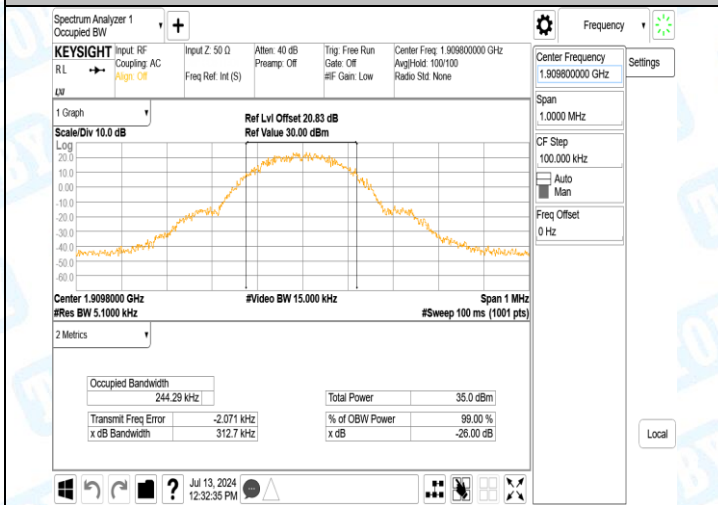 Spectrum Analyzer 1
Occupied BW
+
Frequency
KEYSIGHT
RL
Input: RF
Coupling: AC
Align: Off
Input Z: 50 Ω
Freq Ref: Int (S)
Atten: 40 dB
Preamp: Off
Trig: Free Run
Gate: Off
#IF Gain: Low
Center Freq: 1.909800000 GHz
Avg|Hold: 100/100
Radio Std: None
Center Frequency
1.909800000 GHz
Settings
Span
1.0000 MHz
CF Step
100.000 kHz
Auto
Man
Freq Offset
0 Hz
1 Graph
Scale/Div 10.0 dB
Ref Lvl Offset 20.83 dB
Ref Value 30.00 dBm
Log
20.0
10.0
0.00
-10.0
-20.0
-30.0
-40.0
-50.0
-60.0
Center 1.9098000 GHz
#Res BW 5.1000 kHz
#Video BW 15.000 kHz
Span 1 MHz
#Sweep 100 ms (1001 pts)
2 Metrics
Occupied Bandwidth
244.29 kHz
Total Power 35.0 dBm
Transmit Freq Error -2.071 kHz
% of OBW Power 99.00 %
x dB Bandwidth 312.7 kHz
x dB -26.00 dB
Local
?
Jul 13, 2024
12:32:35 PM